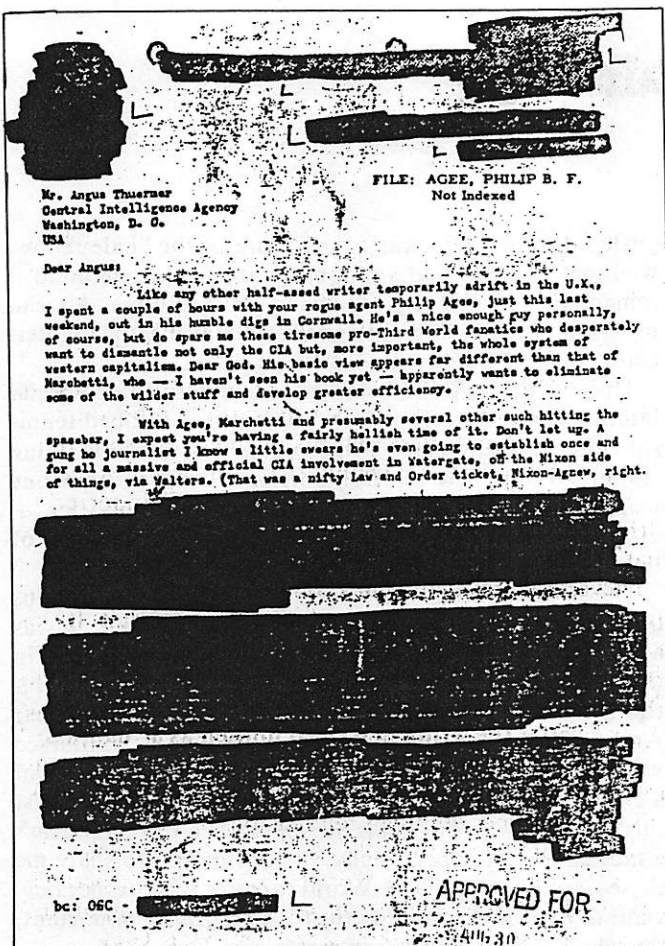 FILE: AGEE, PHILIP B. F.
Not Indexed
Mr. Angus Thuermer
Central Intelligence Agency
Washington, D. C.
USA
Dear Angus:
Like any other half-assed writer temporarily adrift in the U.K.,
I spent a couple of hours with your rogue agent Philip Agee, just this last
weekend, out in his humble digs in Cornwall. He's a nice enough guy personally,
of course, but do spare me these tiresome pro-Third World fanatics who desperately
want to dismantle not only the CIA but, more important, the whole system of
western capitalism. Dear God. His basic view appears far different than that of
Marchetti, who -- I haven't seen his book yet -- apparently wants to eliminate
some of the wilder stuff and develop greater efficiency.
With Agee, Marchetti and presumably several other such hitting the
spacebar, I expect you're having a fairly hellish time of it. Don't let up. A
gung ho journalist I know a little swears he's even going to establish once and
for all a massive and official CIA involvement in Watergate, on the Nixon side
of things, via Walters. (That was a nifty Law and Order ticket, Nixon-Agnew, right.
bc: O6C -
APPROVED FOR
30